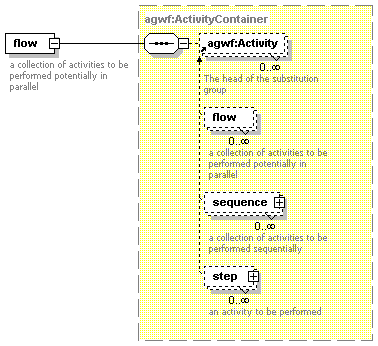 agwf:ActivityContainer
flow
a collection of activities to be
performed potentially in
parallel
agwf:Activity
0..∞
The head of the substitution
group
flow
0..∞
a collection of activities to be
performed potentially in
parallel
sequence
0..∞
a collection of activities to be
performed sequentially
step
0..∞
an activity to be performed